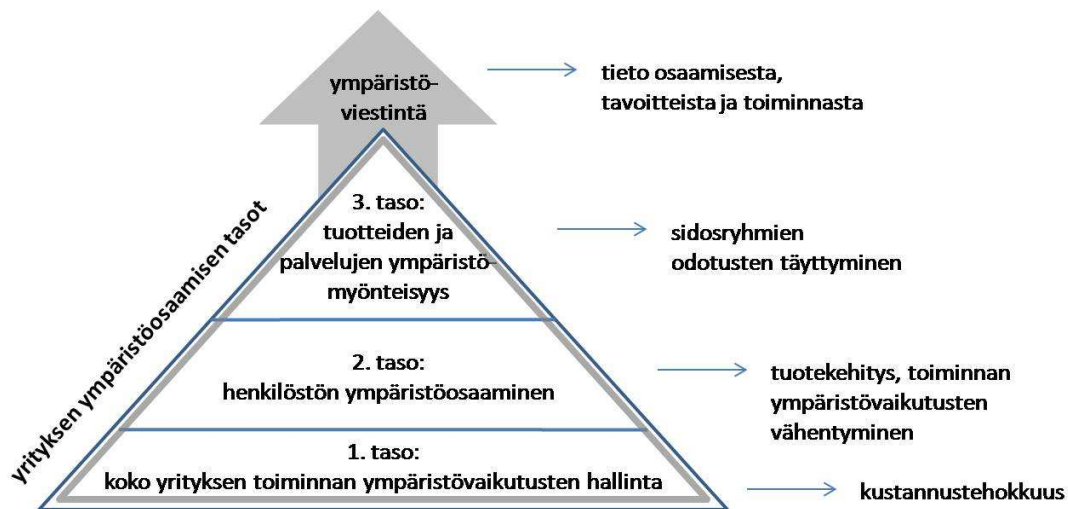 ympäristö-
viestintä
tieto osaamisesta,
tavoitteista ja toiminnasta
yrityksen ympäristöosaamisen tasot
3. taso:
tuotteiden ja
palvelujen ympäristö-
myönteisyys
sidosryhmien
odotusten täyttyminen
2. taso:
henkilöstön ympäristöosaaminen
tuotekehitys, toiminnan
ympäristövaikutusten
vähentyminen
1. taso:
koko yrityksen toiminnan ympäristövaikutusten hallinta
kustannustehokkuus